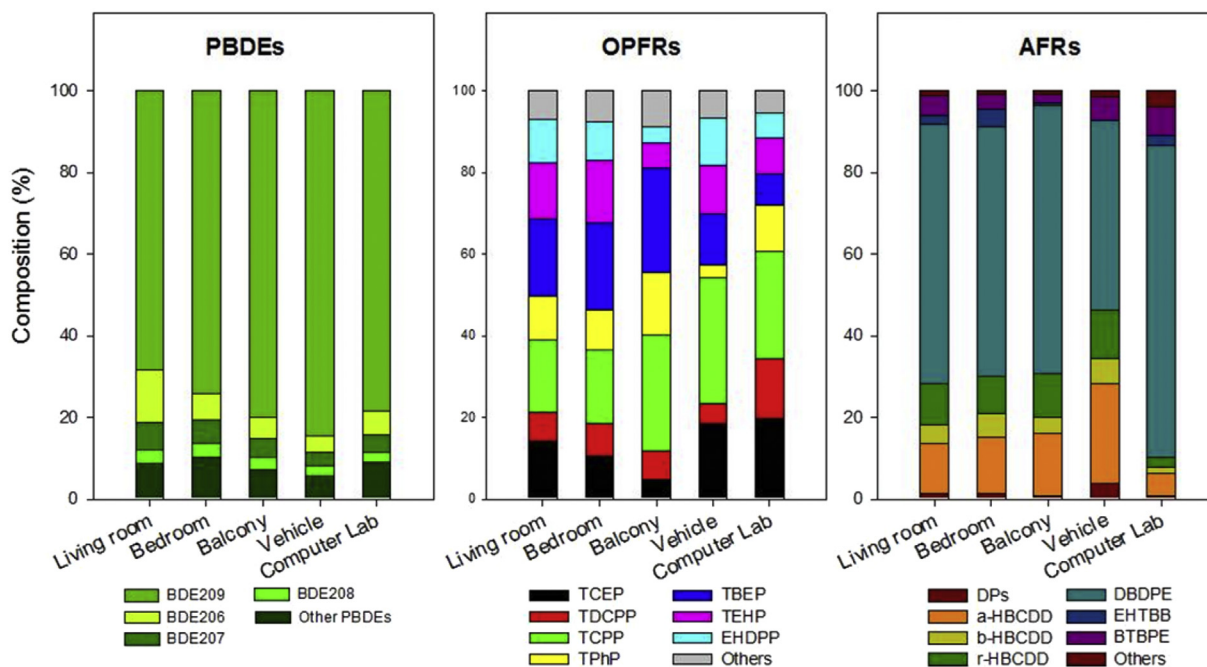 PBDEs
OPFRs
AFRs
Composition (%)
100
80
60
40
20
0
Living room
Bedroom
Balcony
Vehicle
Computer Lab
100
80
60
40
20
0
Living room
Bedroom
Balcony
Vehicle
Computer Lab
100
80
60
40
20
0
Living room
Bedroom
Balcony
Vehicle
Computer Lab
BDE209
BDE206
BDE207
BDE208
Other PBDEs
TCEP
TDCPP
TCPP
TPhP
TBEP
TEHP
EHDPP
Others
DPs
a-HBCDD
b-HBCDD
r-HBCDD
DBDPE
EHTBB
BTBPE
Others